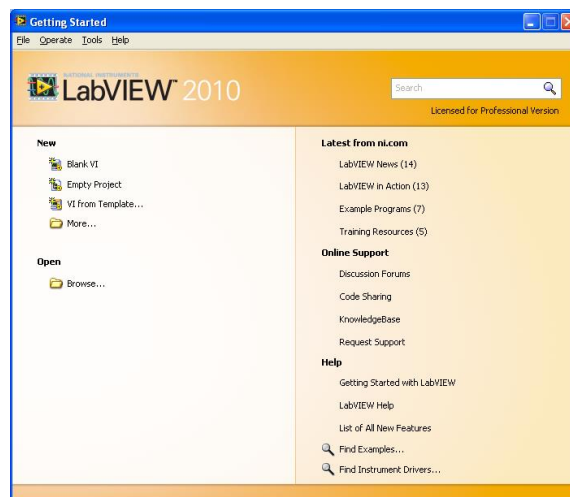 Getting Started
File Operate Tools Help
NATIONAL INSTRUMENTS
LabVIEW™ 2010
Search
Licensed for Professional Version
New
Blank VI
Empty Project
VI from Template...
More...
Open
Browse...
Latest from ni.com
LabVIEW News (14)
LabVIEW in Action (13)
Example Programs (7)
Training Resources (5)
Online Support
Discussion Forums
Code Sharing
KnowledgeBase
Request Support
Help
Getting Started with LabVIEW
LabVIEW Help
List of All New Features
Find Examples...
Find Instrument Drivers...